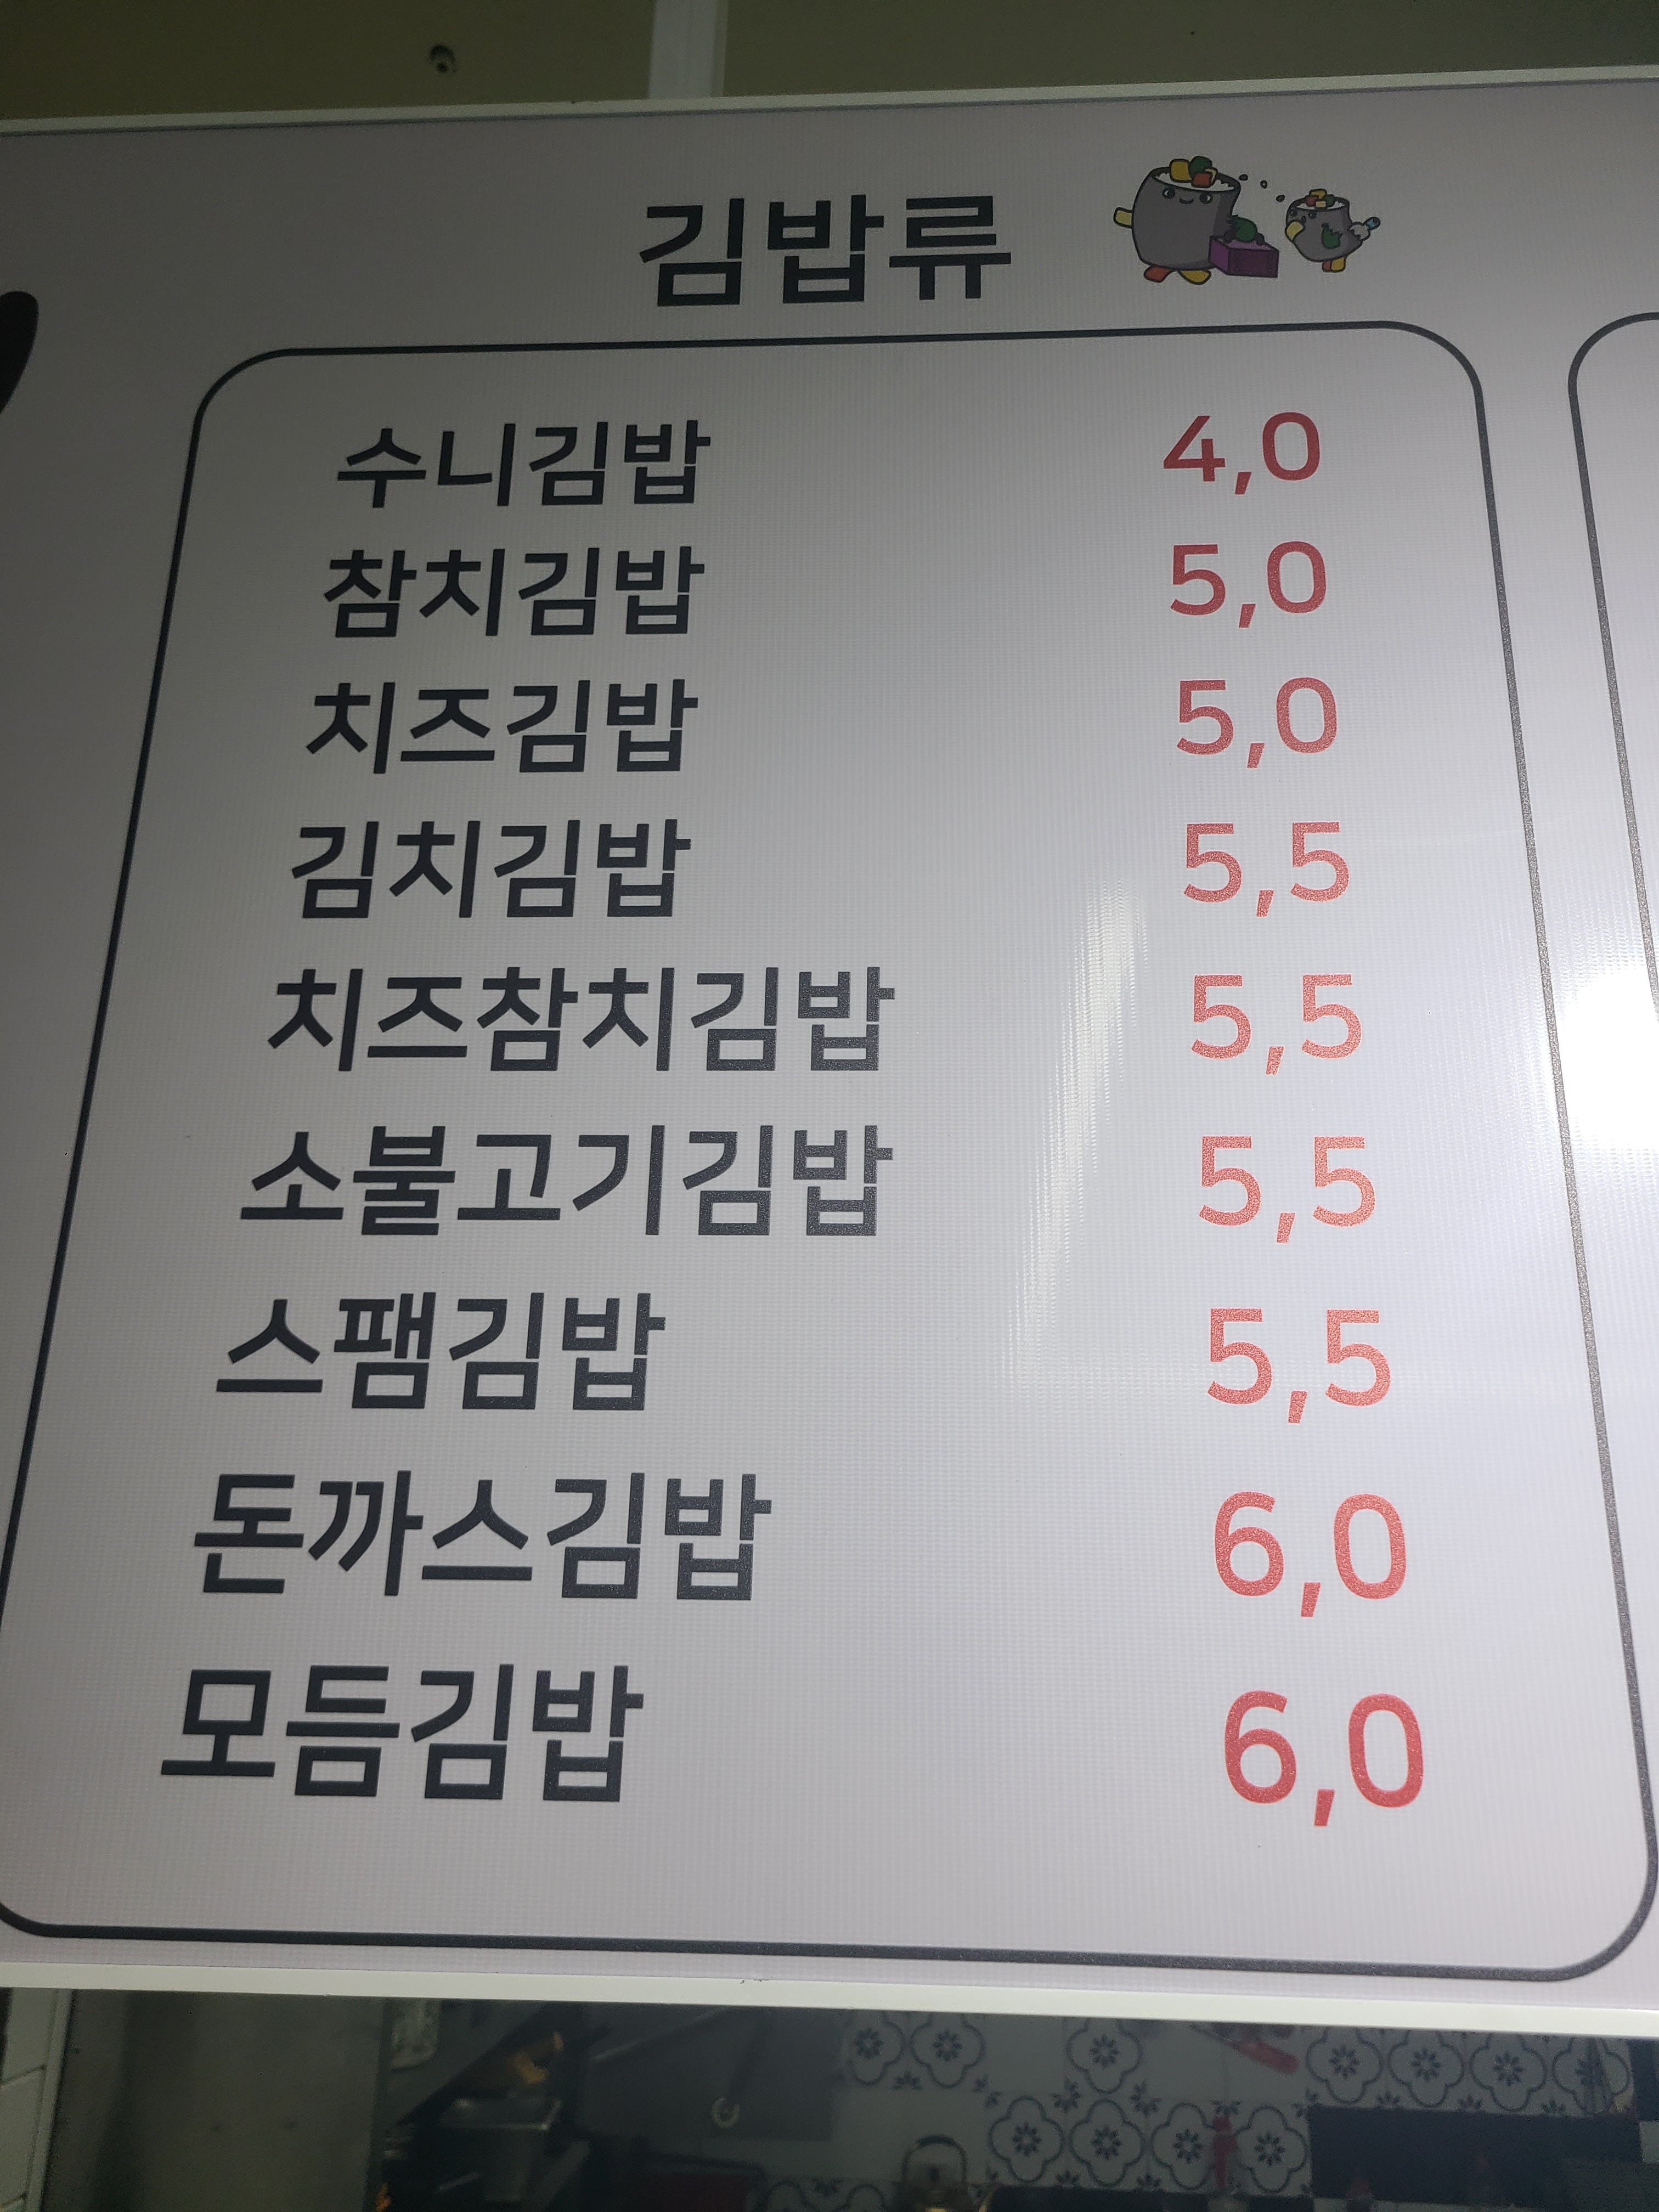 김밥류
수니김밥 4,0
참치김밥 5,0
치즈김밥 5,0
김치김밥 5,5
치즈참치김밥 5,5
소불고기김밥 5,5
스팸김밥 5,5
돈까스김밥 6,0
모듬김밥 6,0